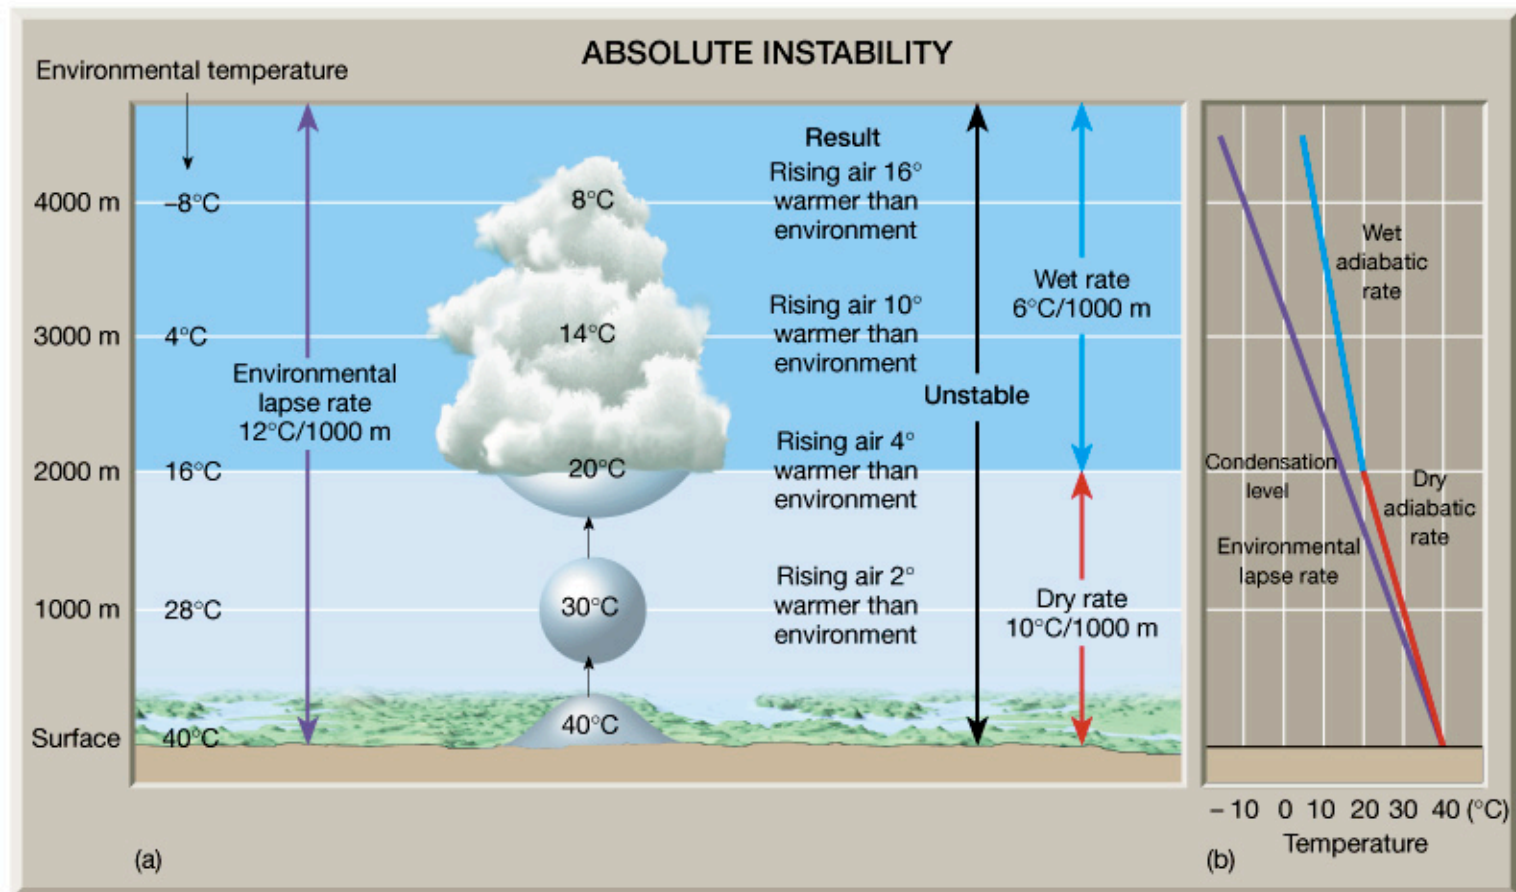 ABSOLUTE INSTABILITY
Environmental temperature
4000 m
3000 m
2000 m
1000 m
Surface
–8°C
4°C
16°C
28°C
40°C
Environmental
lapse rate
12°C/1000 m
8°C
14°C
20°C
30°C
40°C
Result
Rising air 16°
warmer than
environment
Rising air 10°
warmer than
environment
Rising air 4°
warmer than
environment
Rising air 2°
warmer than
environment
Unstable
Wet rate
6°C/1000 m
Dry rate
10°C/1000 m
(a)
Wet
adiabatic
rate
Condensation
level
Dry
adiabatic
rate
Environmental
lapse rate
– 10 0 10 20 30 40 (°C)
Temperature
(b)